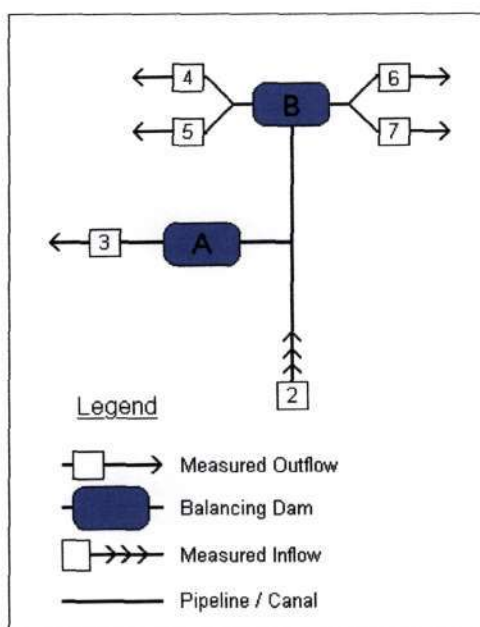 4
6
B
5
7
3
A
2
Legend
Measured Outflow
Balancing Dam
Measured Inflow
Pipeline / Canal